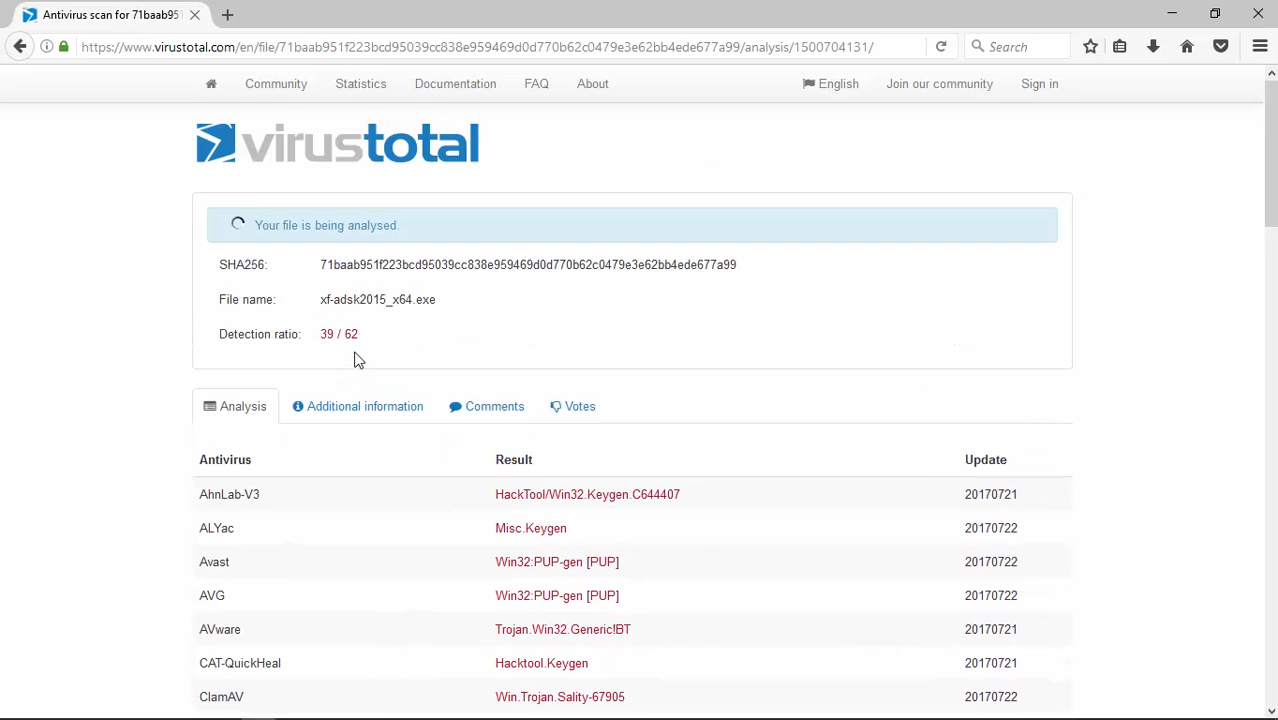 Antivirus scan for 71baab951
https://www.virustotal.com/en/file/71baab951f223bcd95039cc838e959469d0d770b62c0479e3e62bb4ede677a99/analysis/1500704131/
Search
Community Statistics Documentation FAQ About English Join our community Sign in
virustotal
Your file is being analysed.
SHA256: 71baab951f223bcd95039cc838e959469d0d770b62c0479e3e62bb4ede677a99
File name: xf-adsk2015_x64.exe
Detection ratio: 39 / 62
Analysis Additional information Comments Votes
Antivirus Result Update
AhnLab-V3 HackTool/Win32.Keygen.C644407 20170721
ALYac Misc.Keygen 20170722
Avast Win32:PUP-gen [PUP] 20170722
AVG Win32:PUP-gen [PUP] 20170722
AVware Trojan.Win32.Generic!BT 20170721
CAT-QuickHeal Hacktool.Keygen 20170721
ClamAV Win.Trojan.Sality-67905 20170722